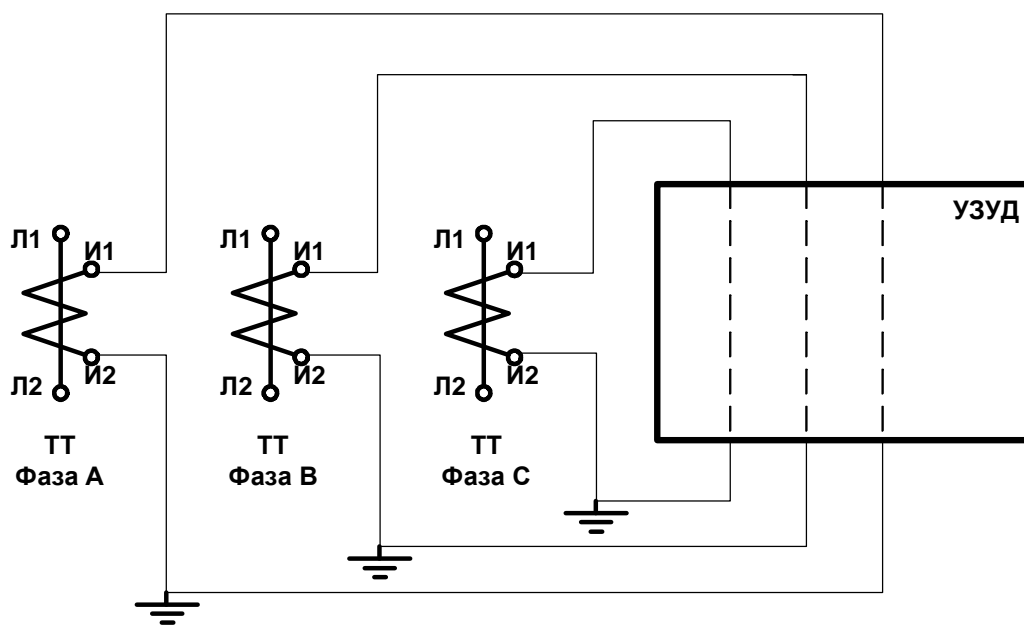 УЗУД
Л1 И1
Л2 И2
ТТ
Фаза А
Л1 И1
Л2 И2
ТТ
Фаза В
Л1 И1
Л2 И2
ТТ
Фаза С